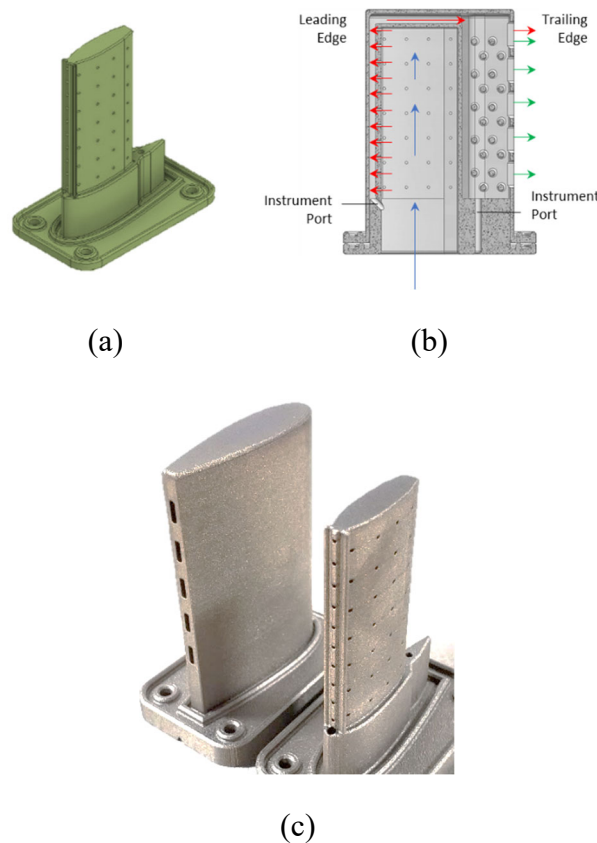 Leading
Edge
Trailing
Edge
Instrument
Port
Instrument
Port
(a)
(b)
(c)